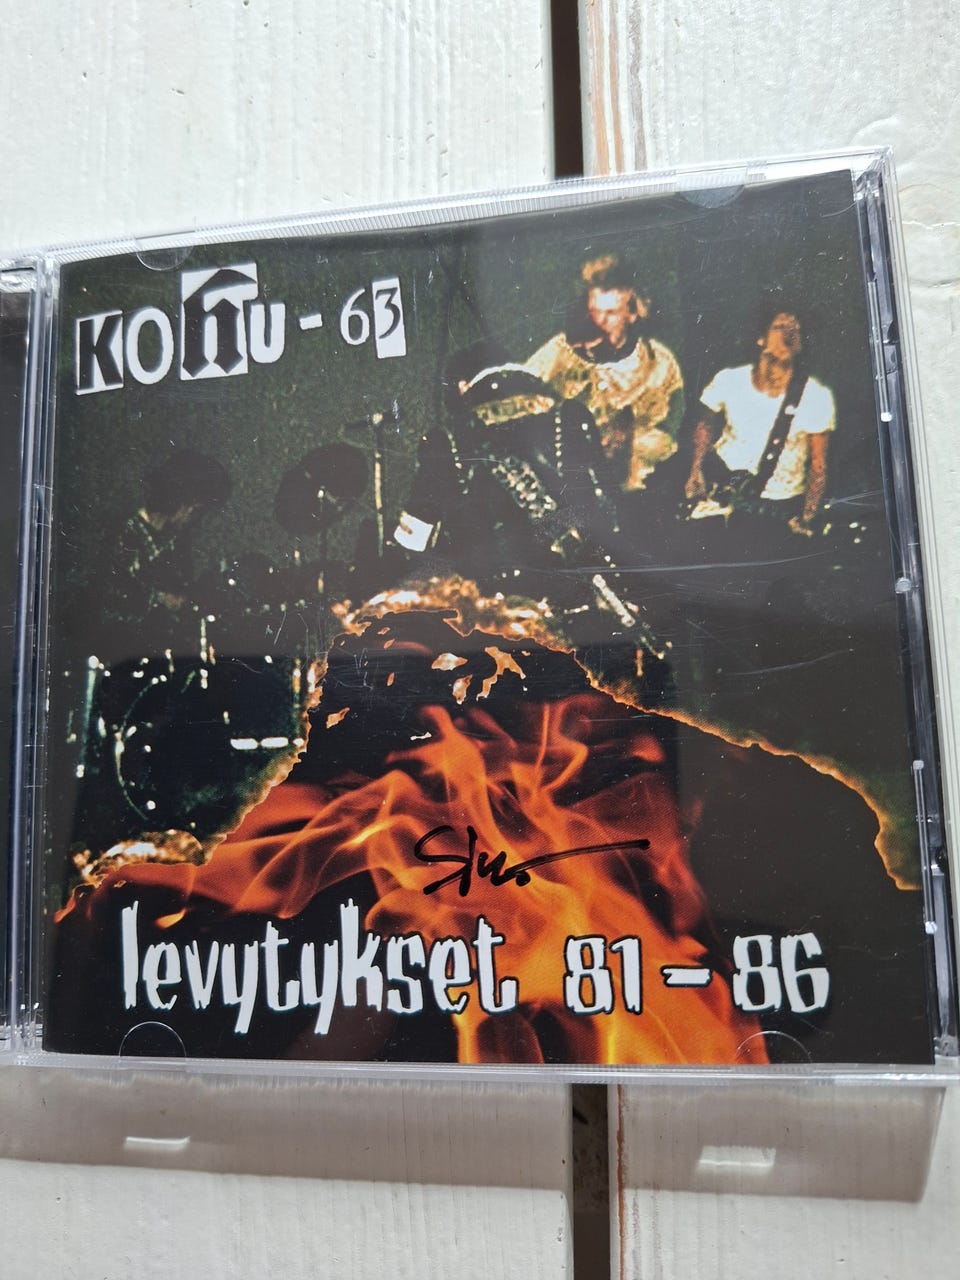 KOHU - 63
levytykset 81 - 86